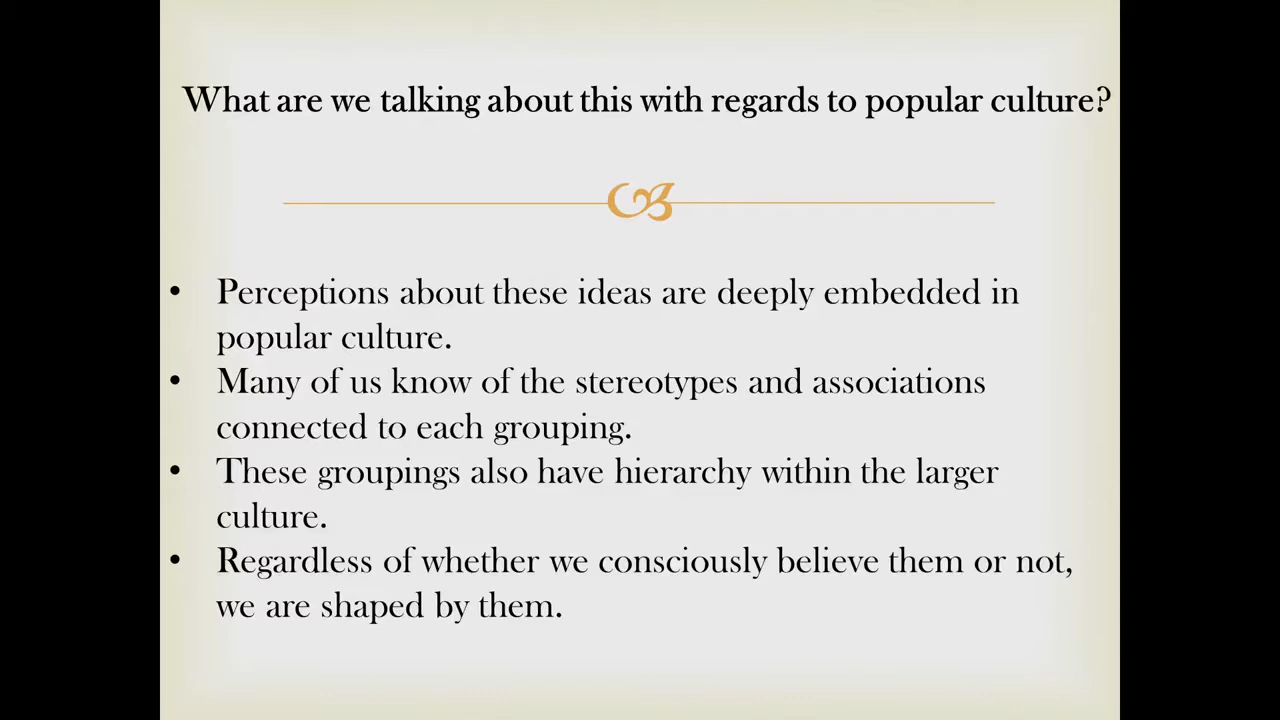 What are we talking about this with regards to popular culture?
• Perceptions about these ideas are deeply embedded in
popular culture.
• Many of us know of the stereotypes and associations
connected to each grouping.
• These groupings also have hierarchy within the larger
culture.
• Regardless of whether we consciously believe them or not,
we are shaped by them.